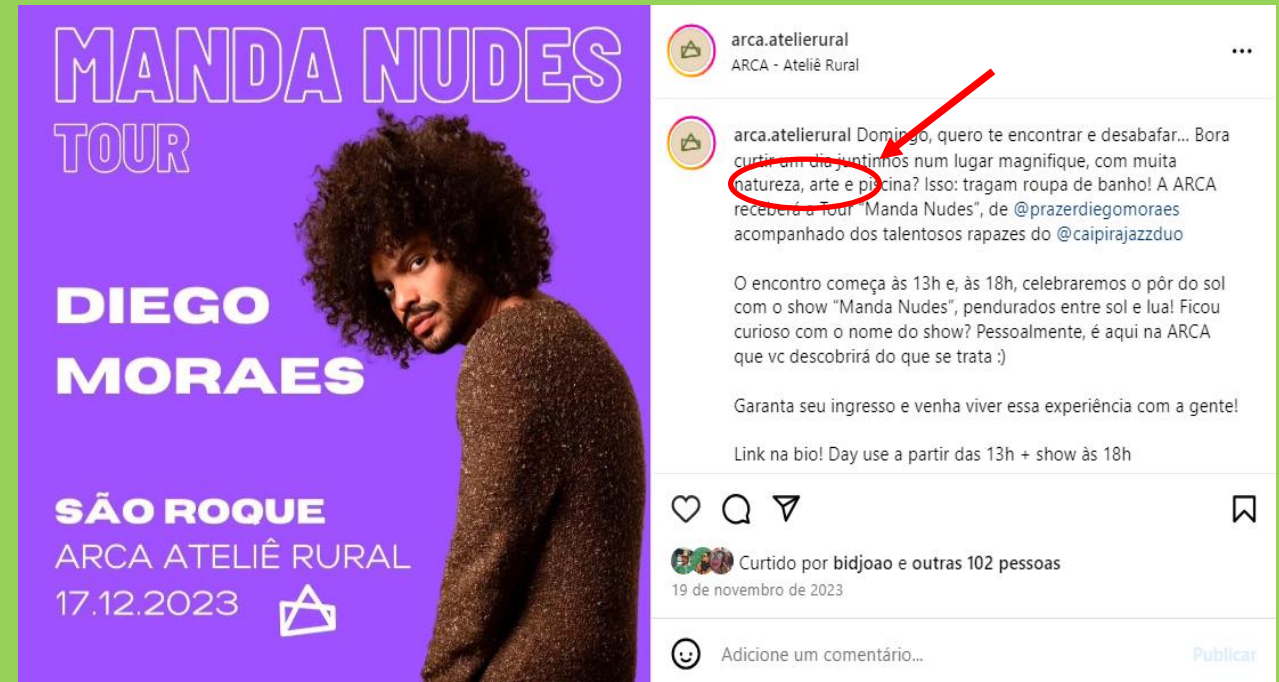 MANDA NUDES
TOUR
DIEGO
MORAES
SÃO ROQUE
ARCA ATELIÊ RURAL
17.12.2023
arca.atelierural
ARCA - Ateliê Rural
arca.atelierural Domingo, quero te encontrar e desabafar... Bora
curtir um dia juntinhos num lugar magnifique, com muita
natureza, arte e piscina? Isso: tragam roupa de banho! A ARCA
receberá a Tour “Manda Nudes”, de @prazerdiegomoraes
acompanhado dos talentosos rapazes do @caipirajazzduo
O encontro começa às 13h e, às 18h, celebraremos o pôr do sol
com o show “Manda Nudes”, pendurados entre sol e lua! Ficou
curioso com o nome do show? Pessoalmente, é aqui na ARCA
que vc descobrirá do que se trata :)
Garanta seu ingresso e venha viver essa experiência com a gente!
Link na bio! Day use a partir das 13h + show às 18h
Curtido por bidjoao e outras 102 pessoas
19 de novembro de 2023
Adicione um comentário...
Publicar